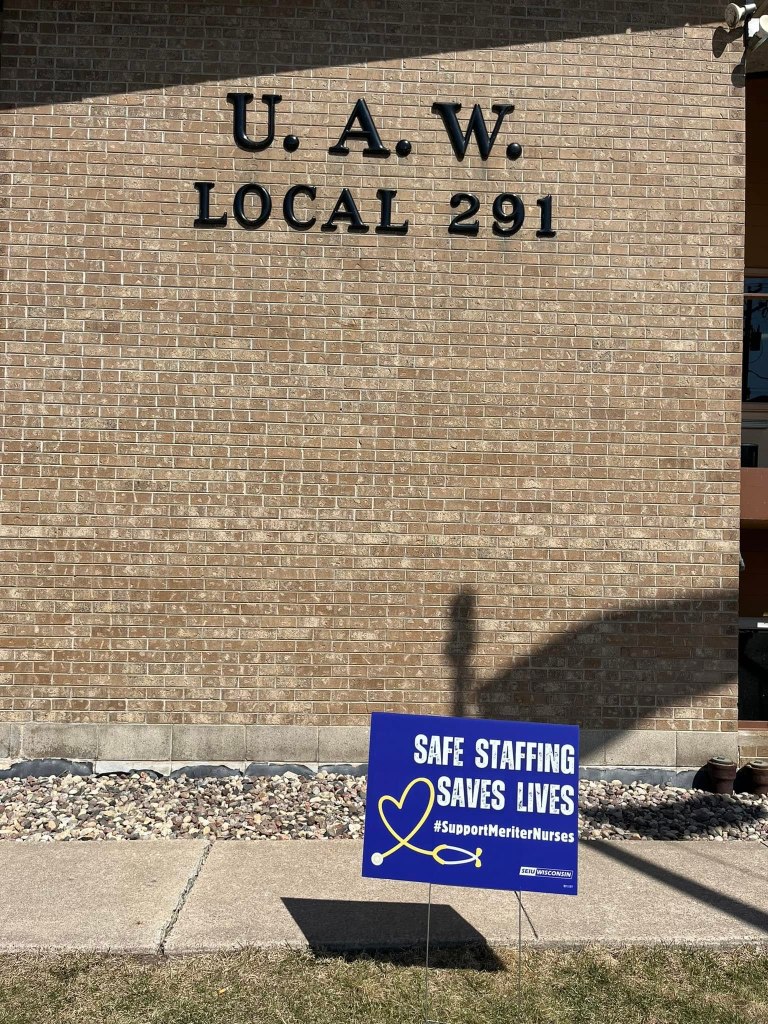 U. A. W.
LOCAL 291
SAFE STAFFING
SAVES LIVES
#SupportMeriterNurses
SEIU WISCONSIN